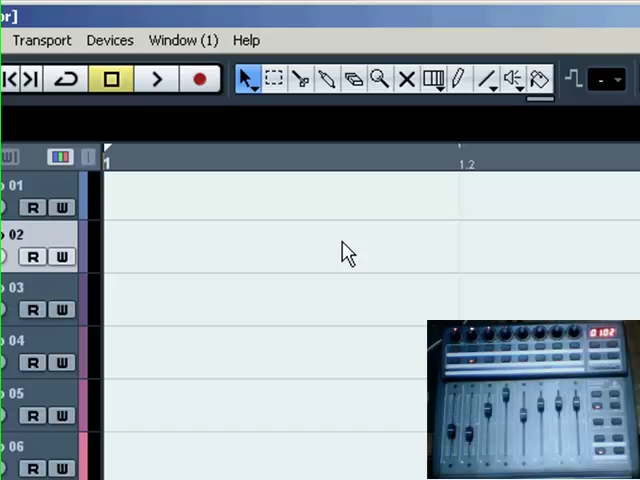 or]
Transport Devices Window (1) Help
1 1.2
o 01
R W
o 02
R W
o 03
R W
o 04
R W
o 05
R W
o 06
R W
0102